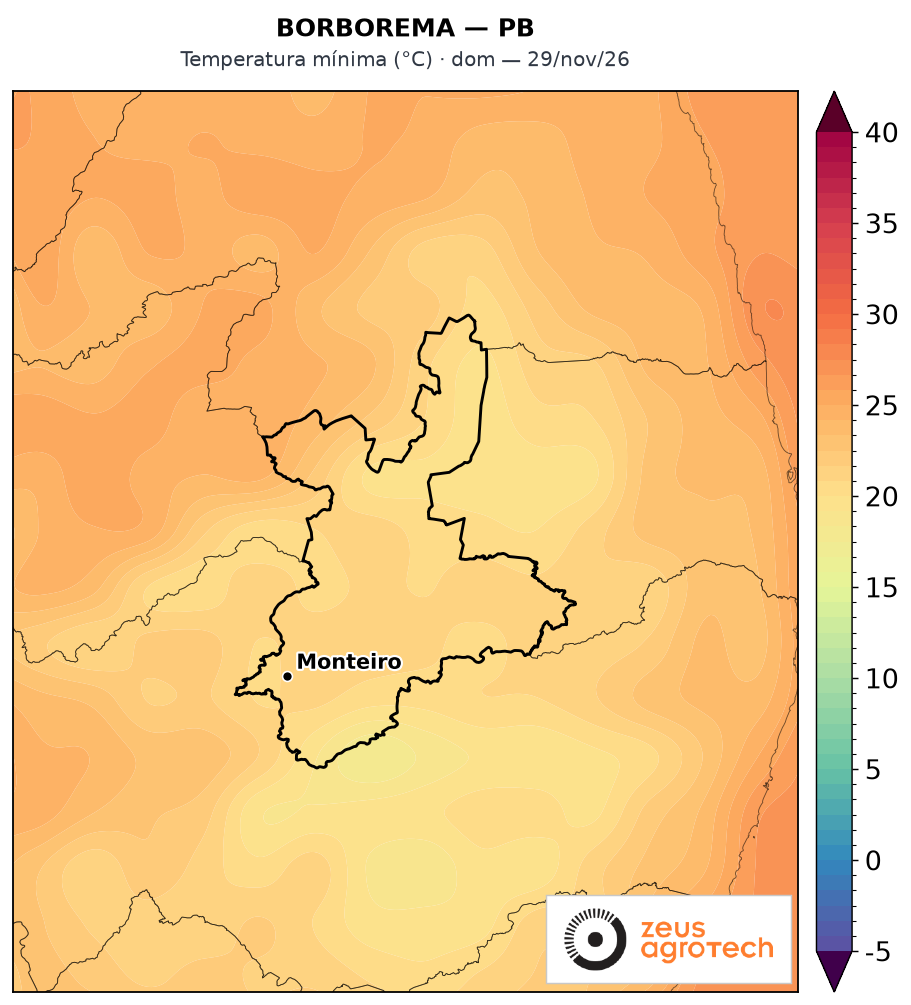 BORBOREMA — PB
Temperatura mínima (°C) · dom — 29/nov/26
40
35
30
25
20
15
10
5
0
-5
Monteiro
zeus
agrotech